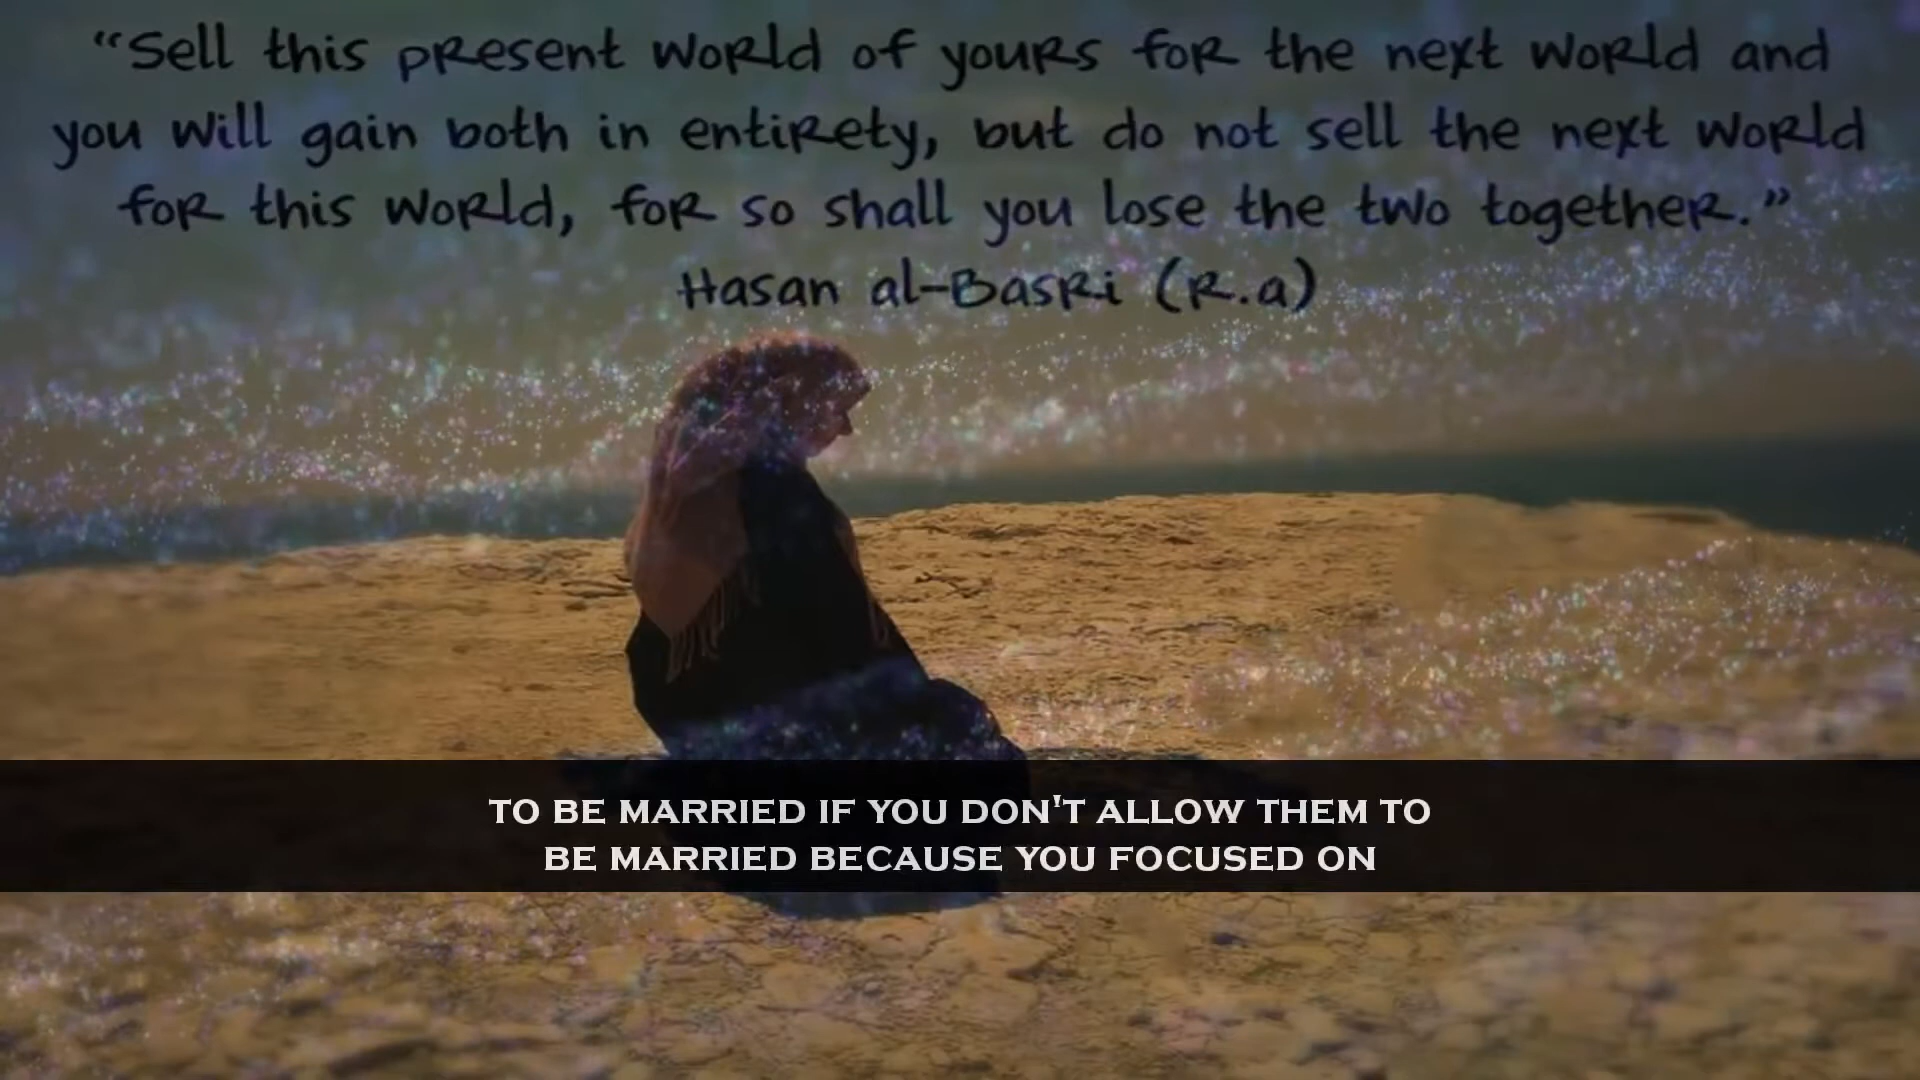 “Sell this present world of yours for the next world and
you will gain both in entirety, but do not sell the next world
for this world, for so shall you lose the two together.”
Hasan al-Basri (R.a)
TO BE MARRIED IF YOU DON'T ALLOW THEM TO
BE MARRIED BECAUSE YOU FOCUSED ON